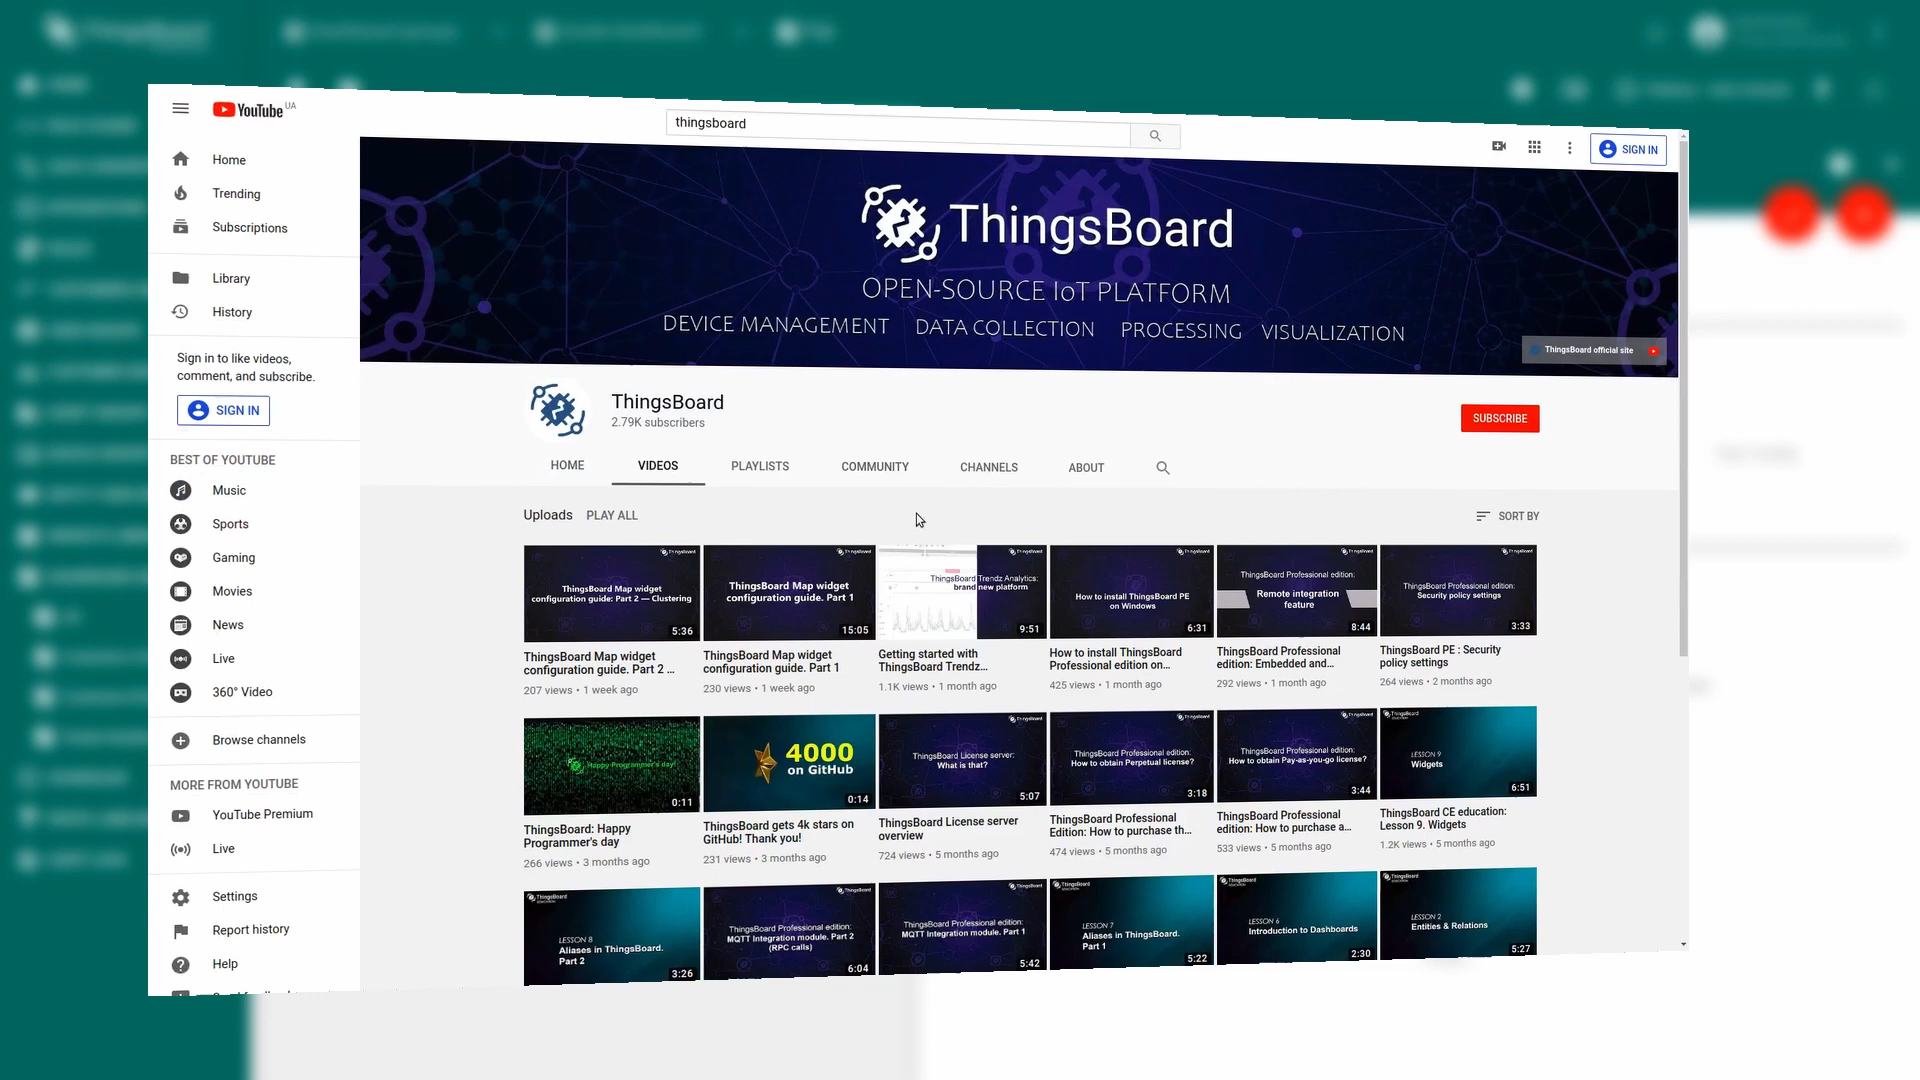 YouTube UA
thingsboard
SIGN IN
Home
Trending
Subscriptions
Library
History
Sign in to like videos,
comment, and subscribe.
SIGN IN
BEST OF YOUTUBE
Music
Sports
Gaming
Movies
News
Live
360° Video
Browse channels
MORE FROM YOUTUBE
YouTube Premium
Live
Settings
Report history
Help
ThingsBoard
OPEN-SOURCE IoT PLATFORM
DEVICE MANAGEMENT DATA COLLECTION PROCESSING VISUALIZATION
ThingsBoard official site
ThingsBoard
2.79K subscribers
SUBSCRIBE
HOME VIDEOS PLAYLISTS COMMUNITY CHANNELS ABOUT
Uploads PLAY ALL
SORT BY
ThingsBoard Map widget
configuration guide: Part 2 — Clustering
5:36
ThingsBoard Map widget
configuration guide. Part 2 ...
207 views • 1 week ago
ThingsBoard Map widget
configuration guide. Part 1
15:05
ThingsBoard Map widget
configuration guide. Part 1
230 views • 1 week ago
ThingsBoard Trendz Analytics:
brand new platform
9:51
Getting started with
ThingsBoard Trendz...
1.1K views • 1 month ago
How to install ThingsBoard PE
on Windows
6:31
How to install ThingsBoard
Professional edition on...
425 views • 1 month ago
ThingsBoard Professional edition:
Remote integration
feature
8:44
ThingsBoard Professional
edition: Embedded and...
292 views • 1 month ago
ThingsBoard Professional edition:
Security policy settings
3:33
ThingsBoard PE : Security
policy settings
264 views • 2 months ago
Happy Programmer's day!
0:11
ThingsBoard: Happy
Programmer's day
266 views • 3 months ago
4000
on GitHub
0:14
ThingsBoard gets 4k stars on
GitHub! Thank you!
231 views • 3 months ago
ThingsBoard License server:
What is that?
5:07
ThingsBoard License server
overview
724 views • 5 months ago
ThingsBoard Professional edition:
How to obtain Perpetual license?
3:18
ThingsBoard Professional
Edition: How to purchase th...
474 views • 5 months ago
ThingsBoard Professional edition:
How to obtain Pay-as-you-go license?
3:44
ThingsBoard Professional
edition: How to purchase a...
533 views • 5 months ago
LESSON 9
Widgets
6:51
ThingsBoard CE education:
Lesson 9. Widgets
1.2K views • 5 months ago
LESSON 8
Aliases in ThingsBoard.
Part 2
3:26
ThingsBoard Professional edition:
MQTT Integration module. Part 2
(RPC calls)
6:04
ThingsBoard Professional edition:
MQTT Integration module. Part 1
5:42
LESSON 7
Aliases in ThingsBoard.
Part 1
5:22
LESSON 6
Introduction to Dashboards
2:30
LESSON 2
Entities & Relations
5:27